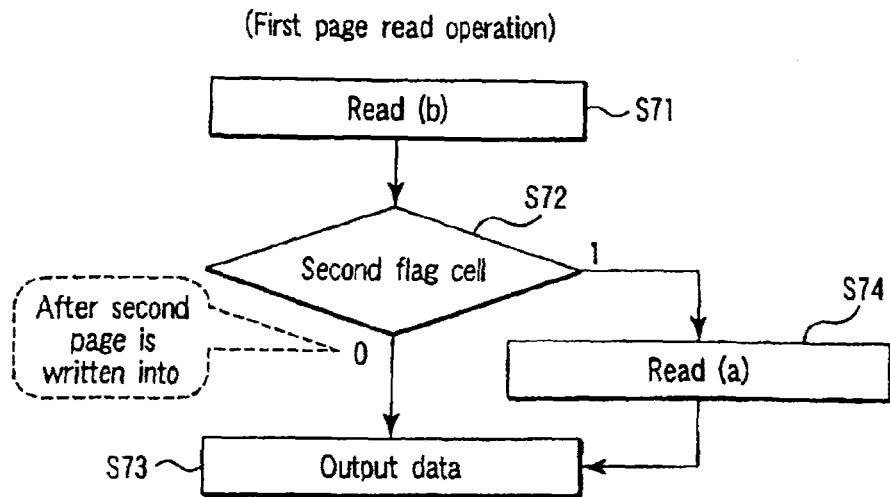 (First page read operation)
Read (b)
S71
S72
Second flag cell
1
After second
page is
written into
0
S74
Read (a)
S73
Output data